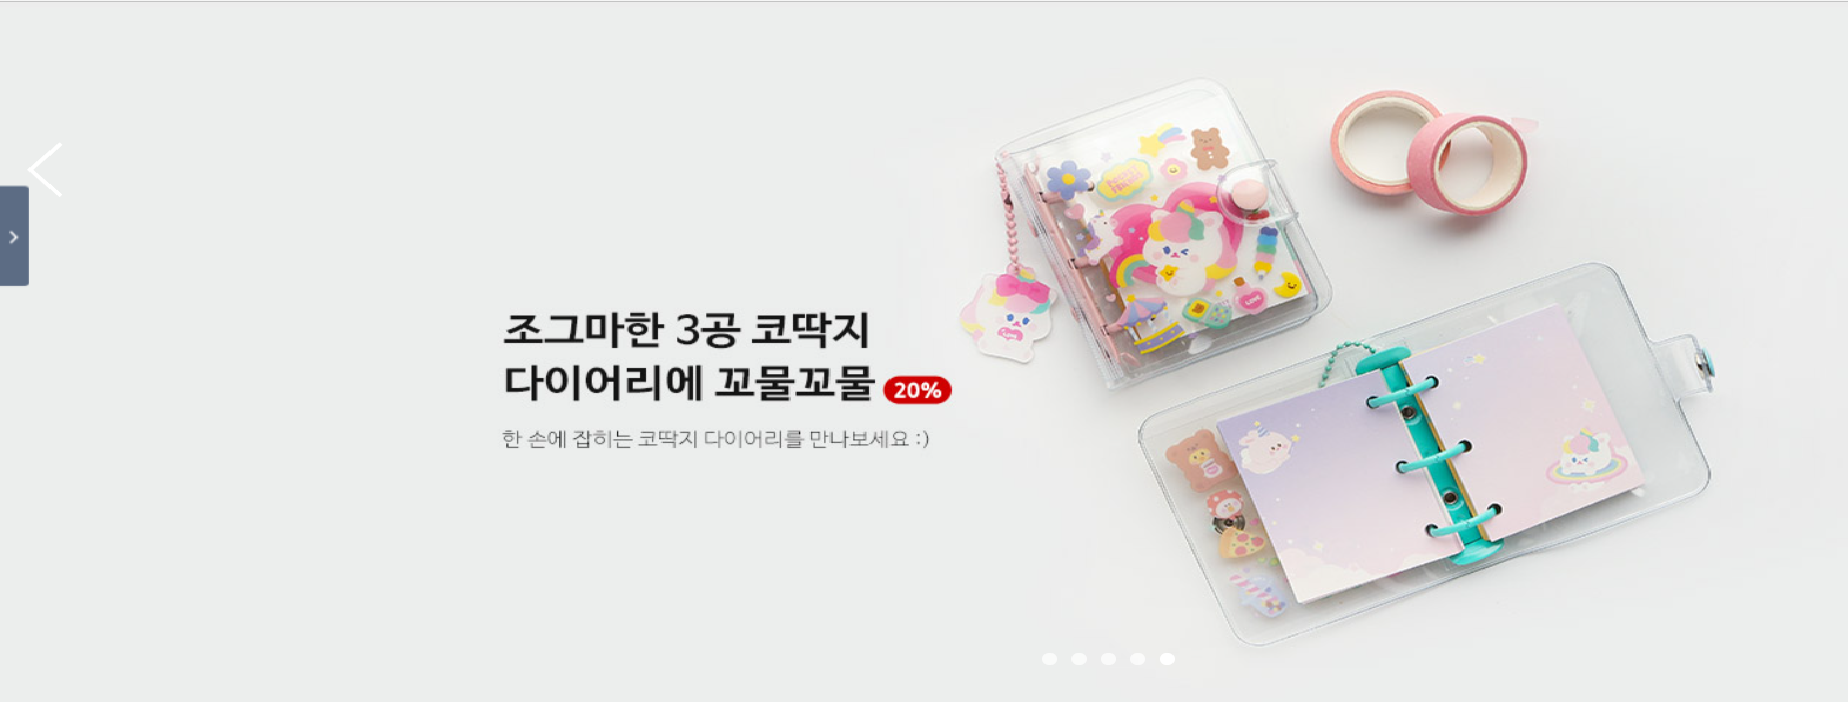 조그마한 3공 코딱지
다이어리에 꼬물꼬물 20%
한 손에 잡히는 코딱지 다이어리를 만나보세요 :)